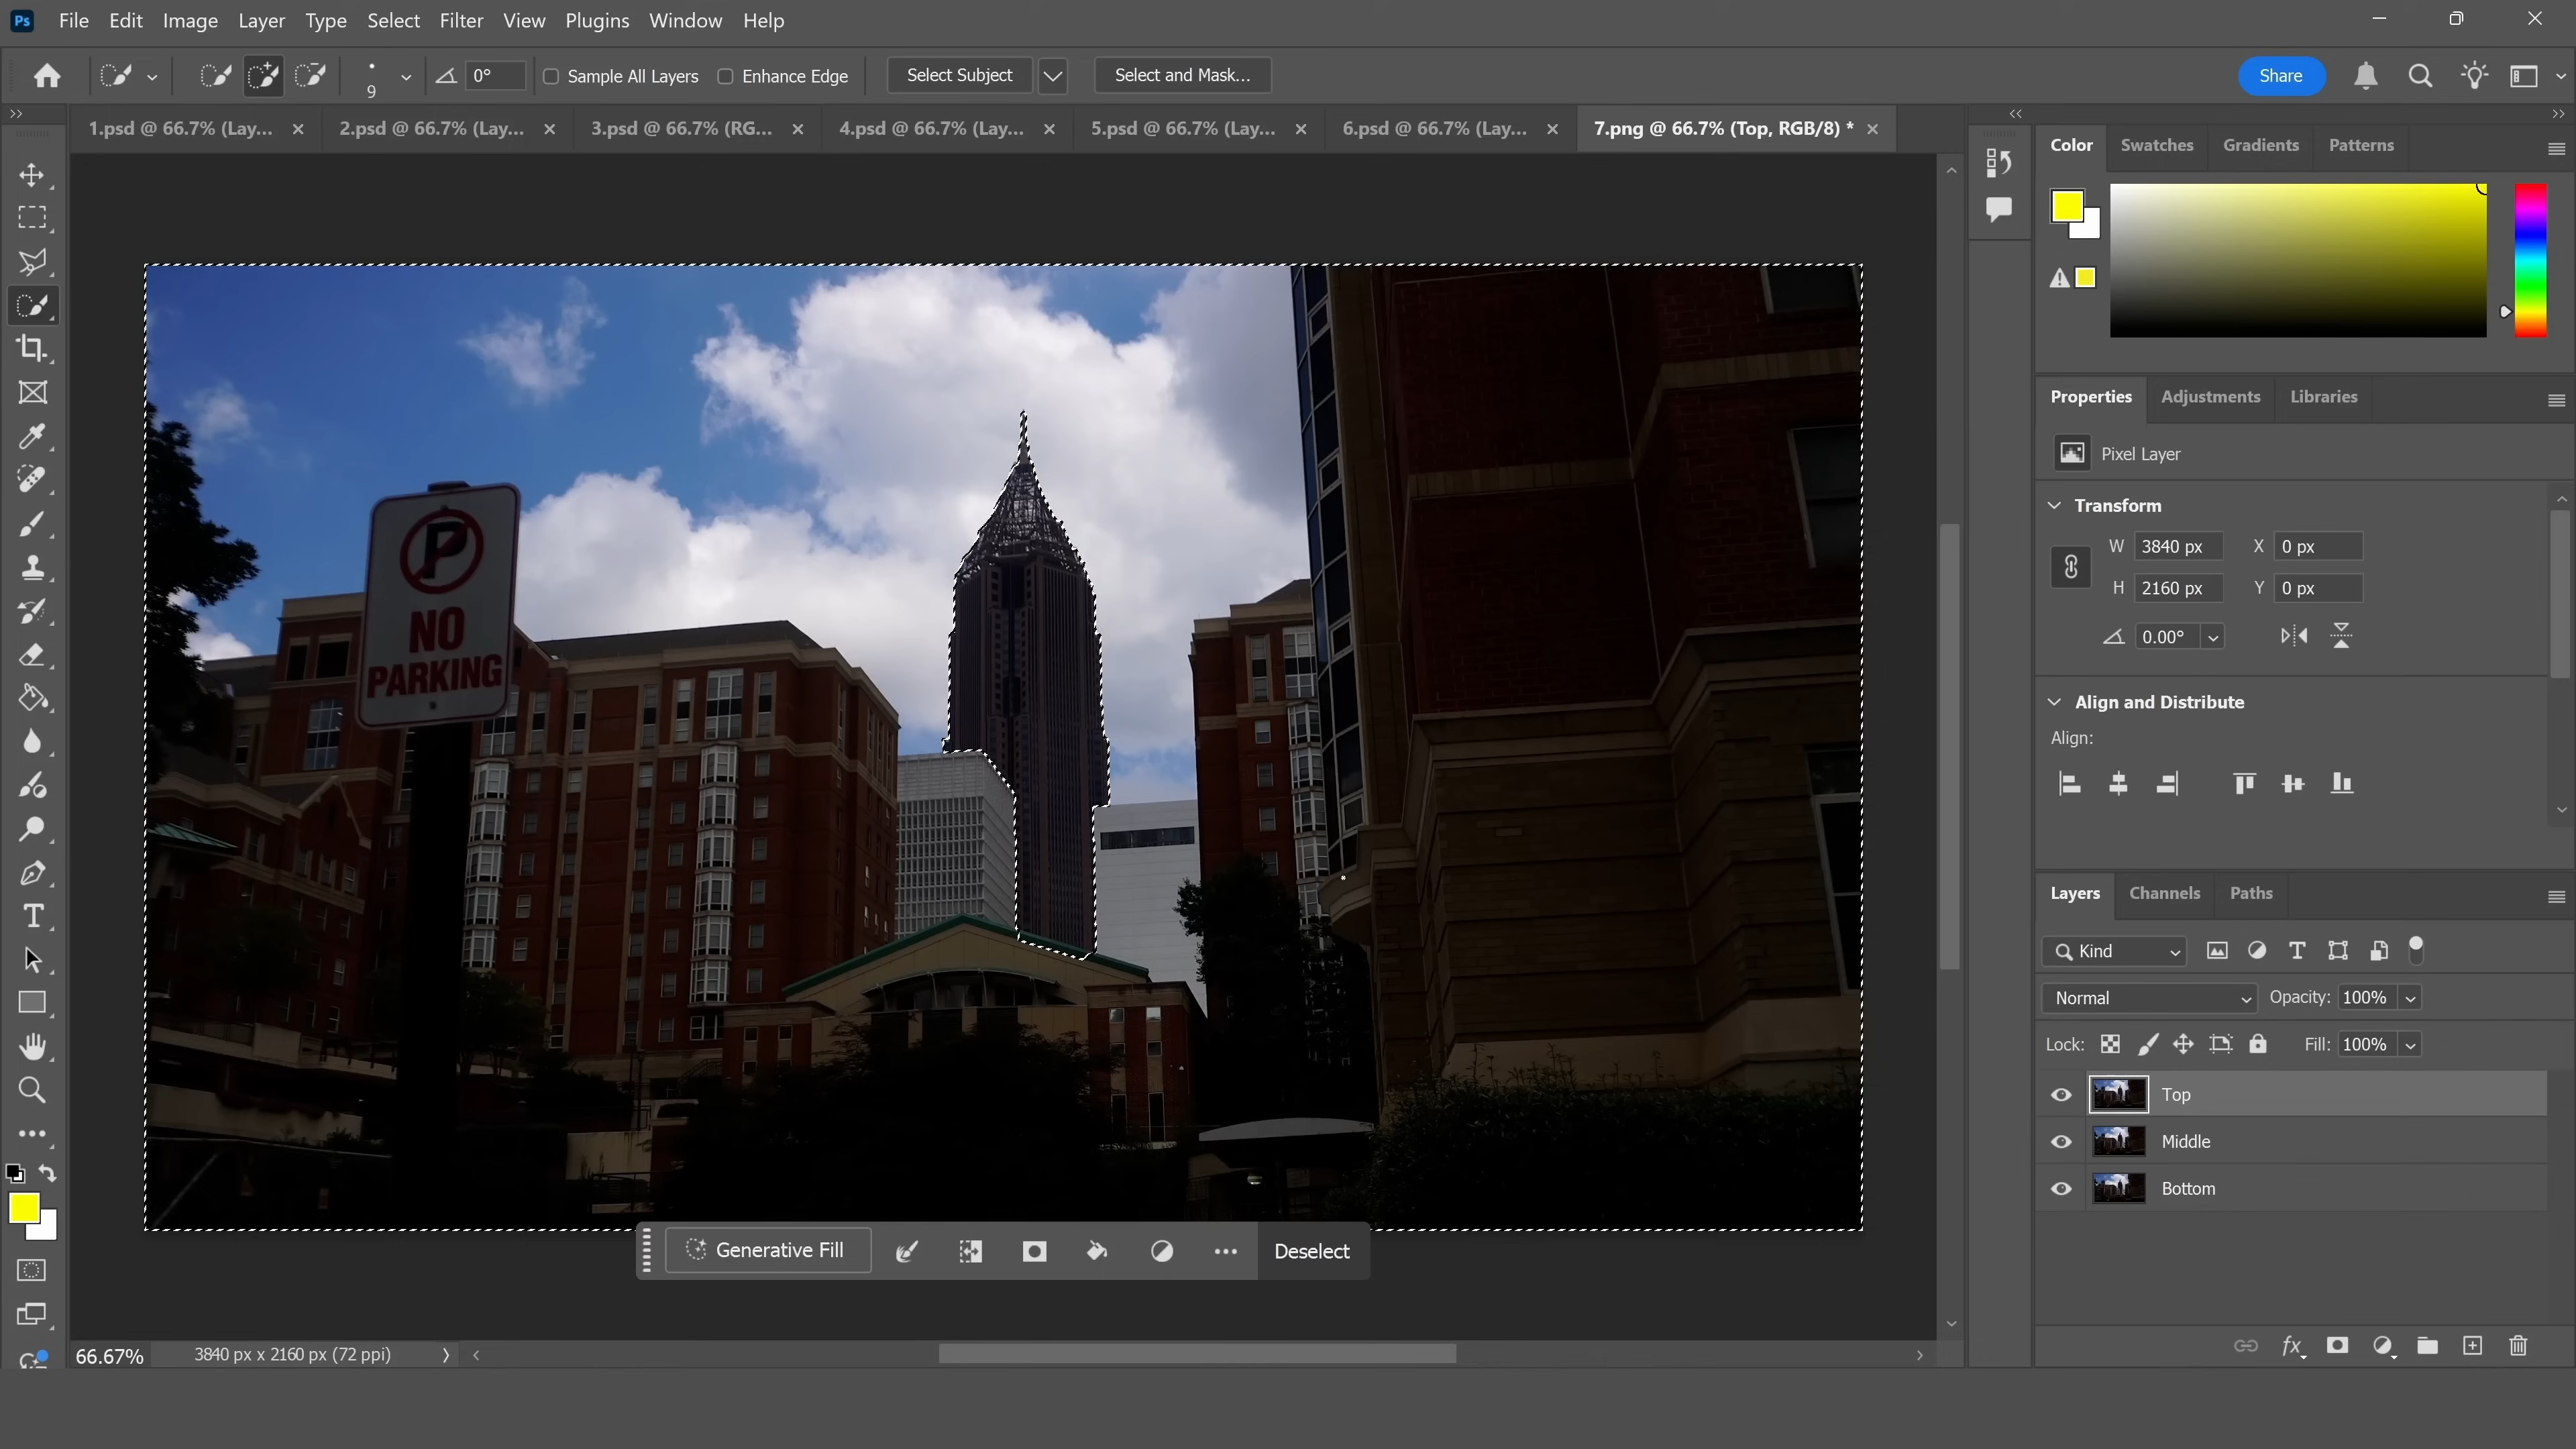 Ps File Edit Image Layer Type Select Filter View Plugins Window Help
9 0° Sample All Layers Enhance Edge Select Subject Select and Mask... Share
1.psd @ 66.7% (Lay... 2.psd @ 66.7% (Lay... 3.psd @ 66.7% (RG... 4.psd @ 66.7% (Lay... 5.psd @ 66.7% (Lay... 6.psd @ 66.7% (Lay... 7.png @ 66.7% (Top, RGB/8) *
P
NO
PARKING
Generative Fill Deselect
66.67% 3840 px x 2160 px (72 ppi)
Color Swatches Gradients Patterns
Properties Adjustments Libraries
Pixel Layer
Transform
W 3840 px X 0 px
H 2160 px Y 0 px
0.00°
Align and Distribute
Align:
Layers Channels Paths
Kind
Normal Opacity: 100%
Lock: Fill: 100%
Top
Middle
Bottom
fx